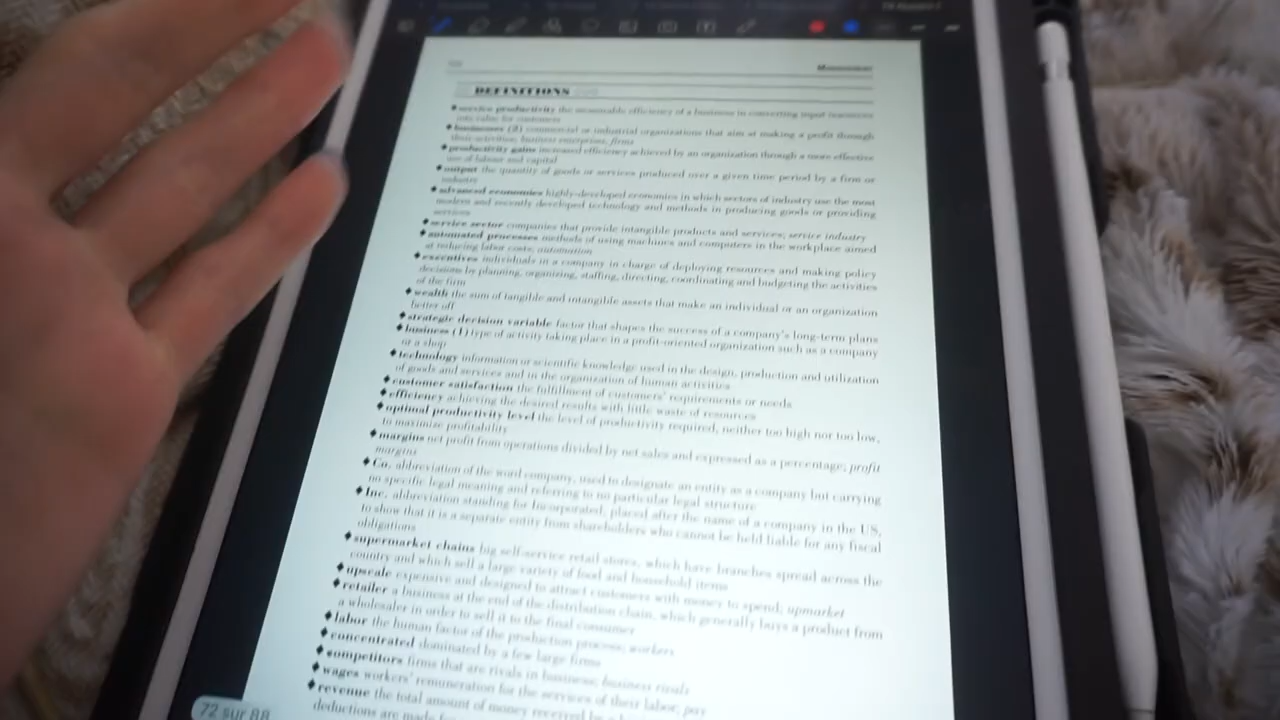 Management
DEFINITIONS
◆ service productivity the measurable efficiency of a business in converting input resources
into value for customers
◆ businesses (2) commercial or industrial organizations that aim at making a profit through
their activities; business enterprises, firms
◆ productivity gains increased efficiency achieved by an organization through a more effective
use of labour and capital
◆ output the quantity of goods or services produced over a given time period by a firm or
industry
◆ advanced economies highly-developed economies in which sectors of industry use the most
modern and recently developed technology and methods in producing goods or providing
services
◆ service sector companies that provide intangible products and services; service industry
◆ automated processes methods of using machines and computers in the workplace aimed
at reducing labor costs; automation
◆ executives individuals in a company in charge of deploying resources and making policy
decisions by planning, organizing, staffing, directing, coordinating and budgeting the activities
of the firm
◆ wealth the sum of tangible and intangible assets that make an individual or an organization
better off
◆ strategic decision variable factor that shapes the success of a company's long-term plans
◆ business (1) type of activity taking place in a profit-oriented organization such as a company
or a shop
◆ technology information or scientific knowledge used in the design, production and utilization
of goods and services and in the organization of human activities
◆ customer satisfaction the fulfillment of customers' requirements or needs
◆ efficiency achieving the desired results with little waste of resources
◆ optimal productivity level the level of productivity required, neither too high nor too low,
to maximize profitability
◆ margins net profit from operations divided by net sales and expressed as a percentage; profit
margins
◆ Co. abbreviation of the word company, used to designate an entity as a company but carrying
no specific legal meaning and referring to no particular legal structure
◆ Inc. abbreviation standing for Incorporated, placed after the name of a company in the US,
to show that it is a separate entity from shareholders who cannot be held liable for any fiscal
obligations
◆ supermarket chains big self-service retail stores, which have branches spread across the
country and which sell a large variety of food and household items
◆ upscale expensive and designed to attract customers with money to spend; upmarket
◆ retailer a business at the end of the distribution chain, which generally buys a product from
a wholesaler in order to sell it to the final consumer
◆ labor the human factor of the production process; workers
◆ concentrated dominated by a few large firms
◆ competitors firms that are rivals in business; business rivals
◆ wages workers' remuneration for the services of their labor; pay
◆ revenue the total amount of money received by a
deductions are made
72 sur 88